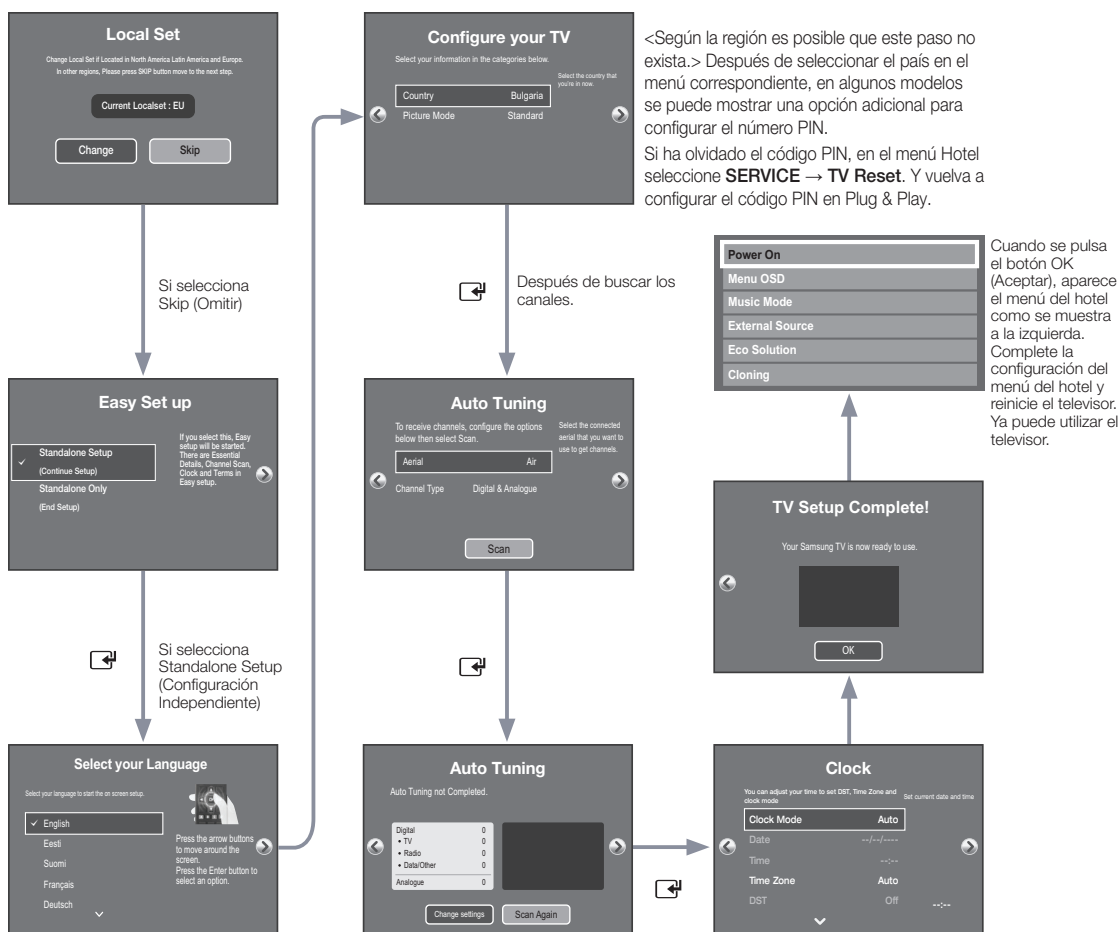 Local Set
Change Local Set if Located in North America Latin America and Europe.
In other regions, Please press SKIP button move to the next step.
Current Localset : EU
Change
Skip
Si selecciona
Skip (Omitir)
Easy Set up
Standalone Setup
(Continue Setup)
Standalone Only
(End Setup)
If you select this, Easy
setup will be started.
There are Essential
Details, Channel Scan,
Clock and Terms in
Easy setup.
Si selecciona
Standalone Setup
(Configuración
Independiente)
Select your Language
Select your language to start the on screen setup.
English
Eesti
Suomi
Français
Deutsch
Press the arrow buttons
to move around the
screen.
Press the Enter button to
select an option.
Configure your TV
Select your information in the categories below.
Country Bulgaria
Picture Mode Standard
Select the country that
you're in now.
<Según la región es posible que este paso no
exista.> Después de seleccionar el país en el
menú correspondiente, en algunos modelos
se puede mostrar una opción adicional para
configurar el número PIN.
Si ha olvidado el código PIN, en el menú Hotel
seleccione SERVICE → TV Reset. Y vuelva a
configurar el código PIN en Plug & Play.
Después de buscar los
canales.
Auto Tuning
To receive channels, configure the options
below then select Scan.
Aerial Air
Channel Type Digital & Analogue
Scan
Select the connected
aerial that you want to
use to get channels.
Auto Tuning
Auto Tuning not Completed.
Digital 0
• TV 0
• Radio 0
• Data/Other 0
Analogue 0
Change settings
Scan Again
Clock
You can adjust your time to set DST, Time Zone and
clock mode
Set current date and time
Clock Mode Auto
Date --/--/----
Time --:--
Time Zone Auto
DST Off
--:--
TV Setup Complete!
Your Samsung TV is now ready to use.
OK
Power On
Menu OSD
Music Mode
External Source
Eco Solution
Cloning
Cuando se pulsa
el botón OK
(Aceptar), aparece
el menú del hotel
como se muestra
a la izquierda.
Complete la
configuración del
menú del hotel y
reinicie el televisor.
Ya puede utilizar el
televisor.